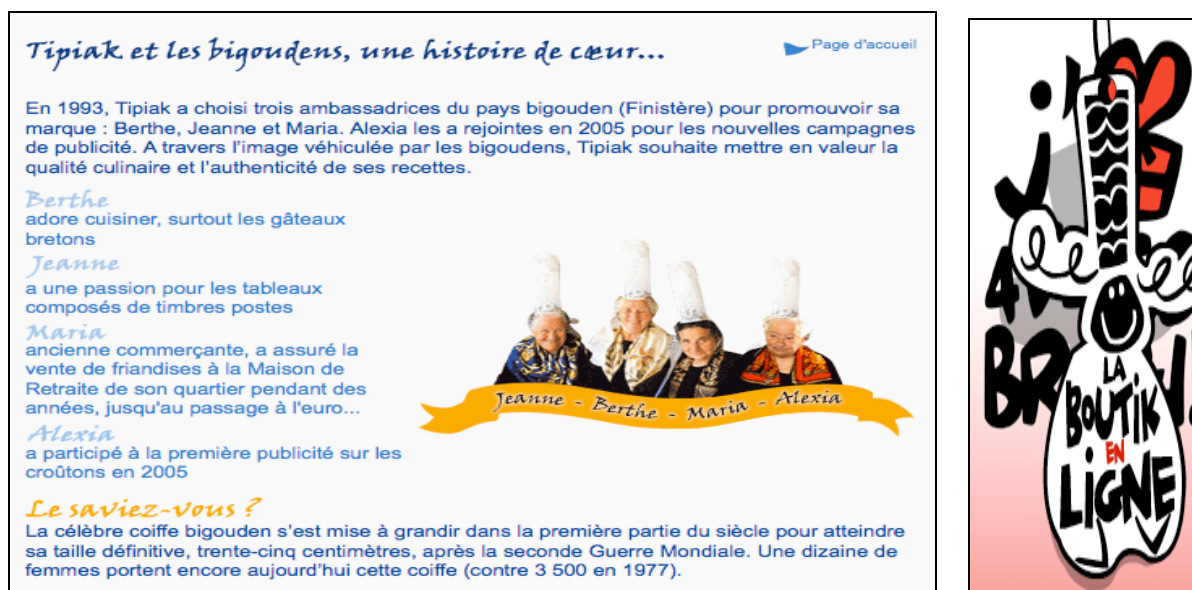 Tipiak et les bigoudens, une histoire de cœur...
Page d'accueil
En 1993, Tipiak a choisi trois ambassadrices du pays bigouden (Finistère) pour promouvoir sa
marque : Berthe, Jeanne et Maria. Alexia les a rejointes en 2005 pour les nouvelles campagnes
de publicité. A travers l'image véhiculée par les bigoudens, Tipiak souhaite mettre en valeur la
qualité culinaire et l'authenticité de ses recettes.
Berthe
adore cuisiner, surtout les gâteaux
bretons
Jeanne
a une passion pour les tableaux
composés de timbres postes
Maria
ancienne commerçante, a assuré la
vente de friandises à la Maison de
Retraite de son quartier pendant des
années, jusqu'au passage à l'euro...
Alexia
a participé à la première publicité sur les
croûtons en 2005
Jeanne - Berthe - Maria - Alexia
Le saviez-vous ?
La célèbre coiffe bigouden s'est mise à grandir dans la première partie du siècle pour atteindre
sa taille définitive, trente-cinq centimètres, après la seconde Guerre Mondiale. Une dizaine de
femmes portent encore aujourd'hui cette coiffe (contre 3 500 en 1977).
LA
BOUTIK
EN
LIGNE